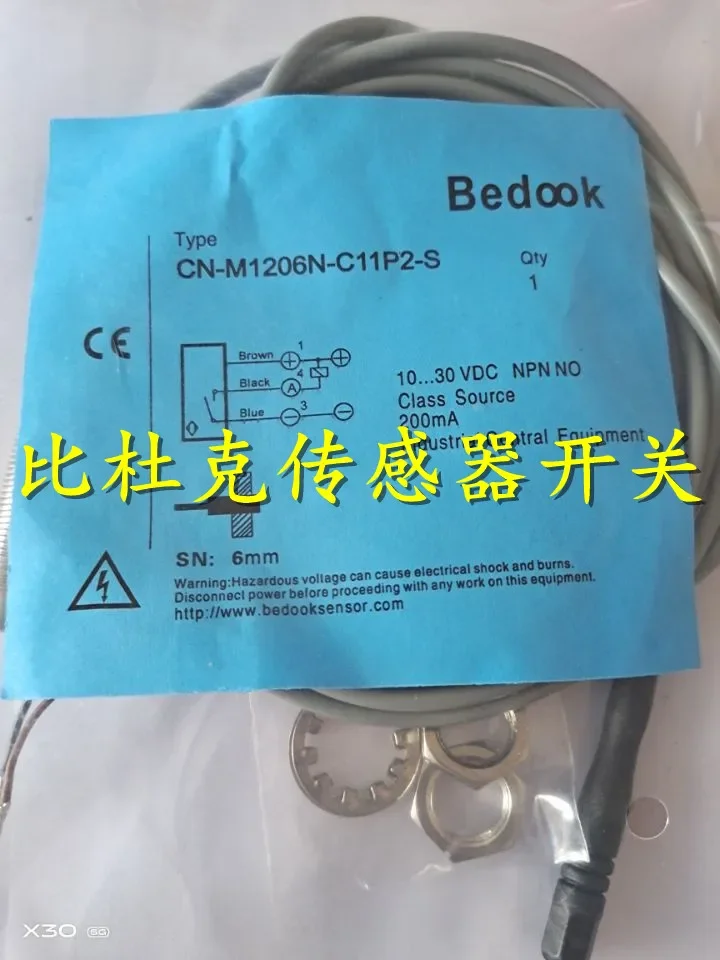 Bedook
Type
CN-M1206N-C11P2-S
Qty
1
CE
Brown 1
Black 4 A
Blue 3
10...30 VDC NPN NO
Class Source
200mA
Equipment
比杜克传感器开关
SN: 6mm
Warning:Hazardous voltage can cause electrical shock and burns.
Disconnect power before proceeding with any work on this equipment.
http://www.bedooksensor.com
X30 5G